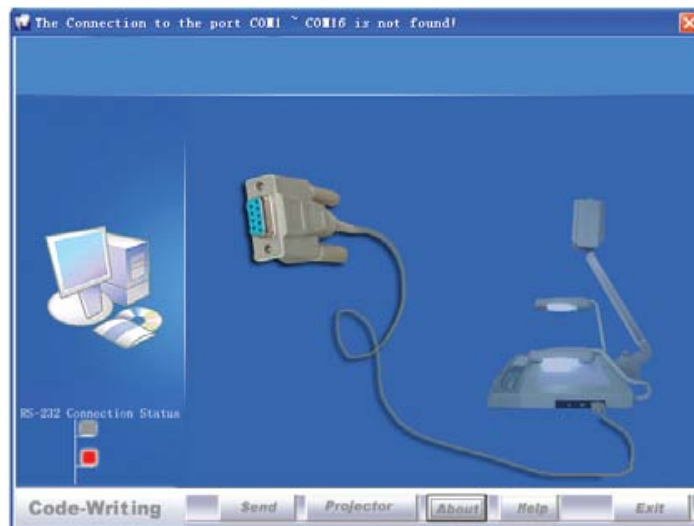 The Connection to the port COM1 ~ COM16 is not found!
RS-232 Connection Status
Code-Writing Send Projector About Help Exit